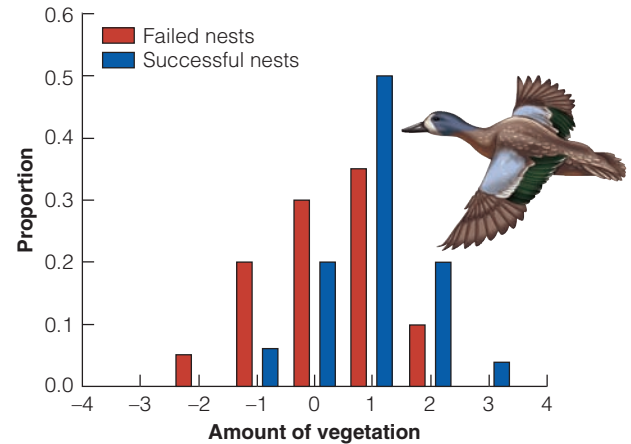 0.6
0.5
0.4
0.3
0.2
0.1
0.0
Proportion
Failed nests
Successful nests
–4 –3 –2 –1 0 1 2 3 4
Amount of vegetation